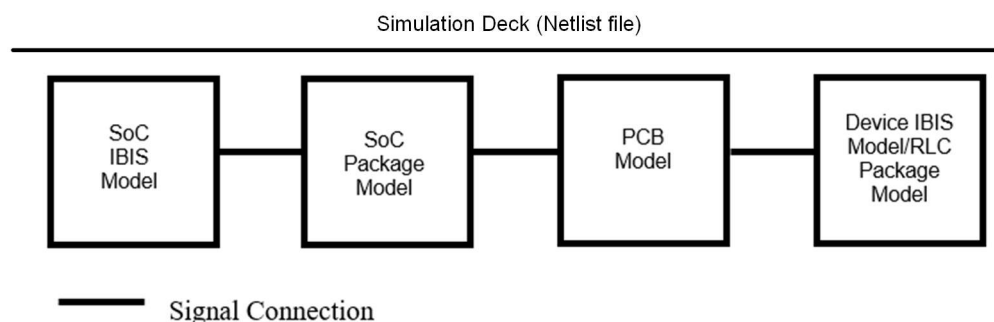 Simulation Deck (Netlist file)
SoC
IBIS
Model
SoC
Package
Model
PCB
Model
Device IBIS
Model/RLC
Package
Model
Signal Connection